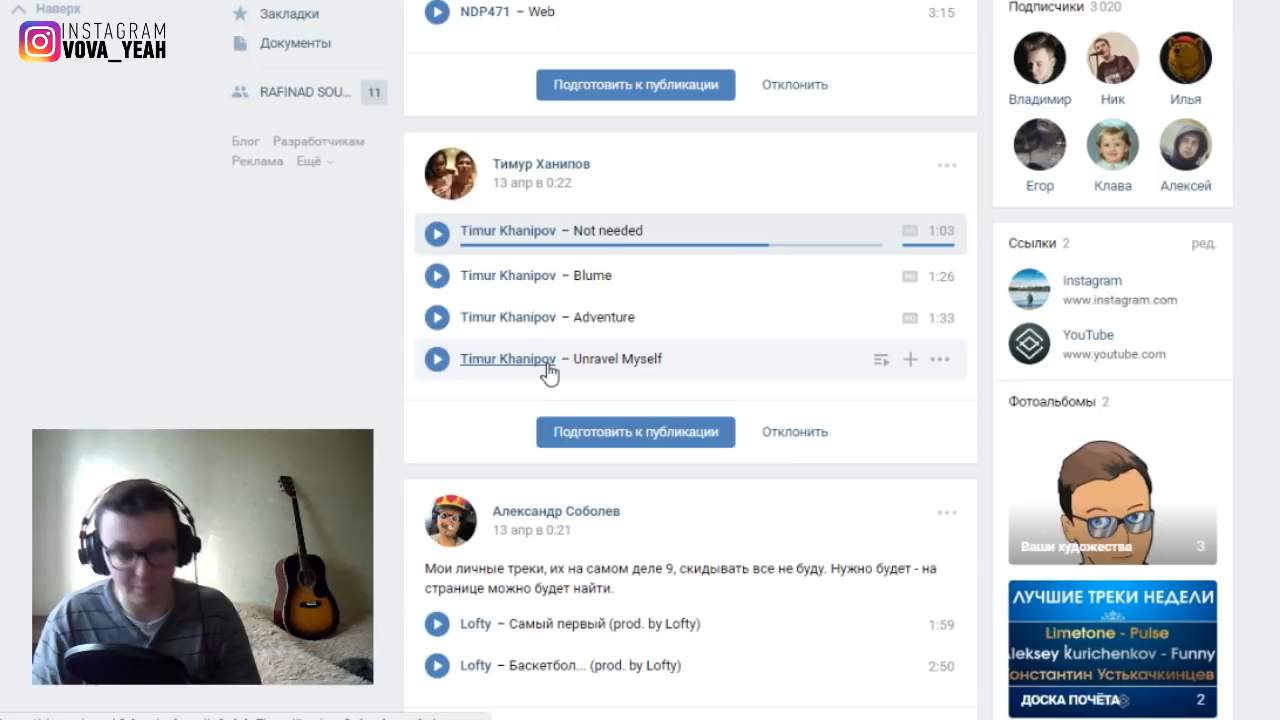 Наверх
INSTAGRAM
VOVA_YEAH
Закладки
Документы
RAFiNAD SOU... 11
Блог Разработчикам
Реклама Ещё
NDP471 – Web 3:15
Подготовить к публикации Отклонить
Тимур Ханипов
13 апр в 0:22
Timur Khanipov – Not needed HQ 1:03
Timur Khanipov – Blume HQ 1:26
Timur Khanipov – Adventure HQ 1:33
Timur Khanipov – Unravel Myself
Подготовить к публикации Отклонить
Александр Соболев
13 апр в 0:21
Мои личные треки, их на самом деле 9, скидывать все не буду. Нужно будет - на
странице можно будет найти.
Lofty – Самый первый (prod. by Lofty) 1:59
Lofty – Баскетбол... (prod. by Lofty) 2:50
Подписчики 3 020
Владимир Ник Илья
Егор Клава Алексей
Ссылки 2 ред.
Instagram
www.instagram.com
YouTube
www.youtube.com
Фотоальбомы 2
Ваши художества 3
ЛУЧШИЕ ТРЕКИ НЕДЕЛИ
Limetone - Pulse
leksey kurichenkov - Funny
онстантин Устькачкинцев
ДОСКА ПОЧЁТА 2